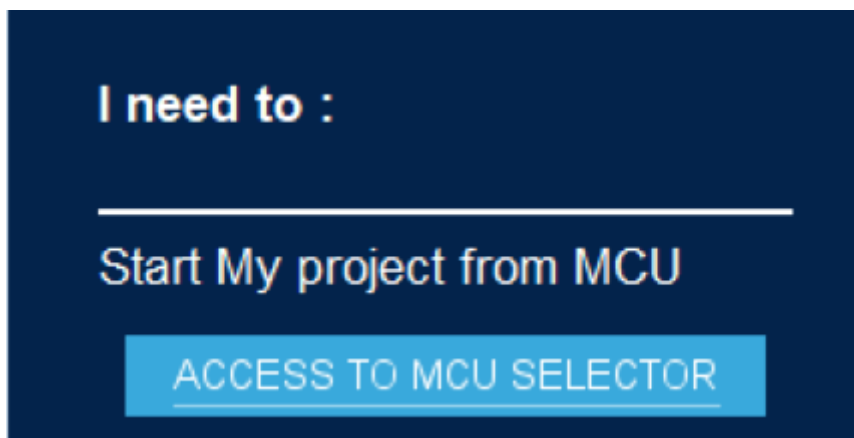 I need to :
Start My project from MCU
ACCESS TO MCU SELECTOR